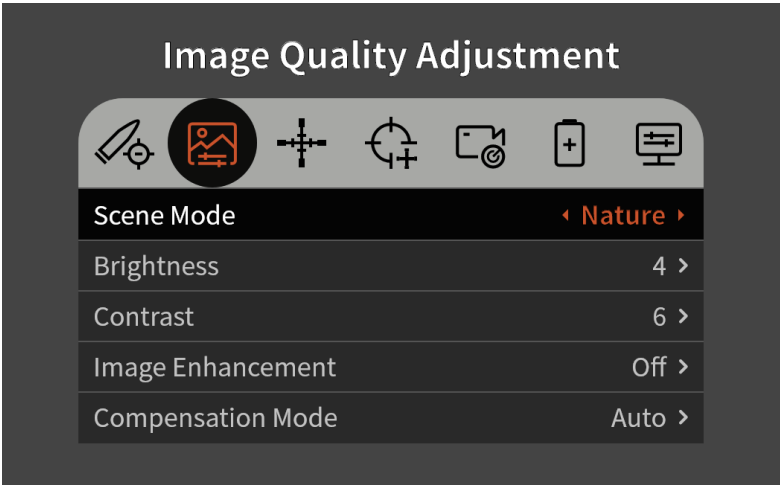 Image Quality Adjustment
Scene Mode Nature
Brightness 4
Contrast 6
Image Enhancement Off
Compensation Mode Auto